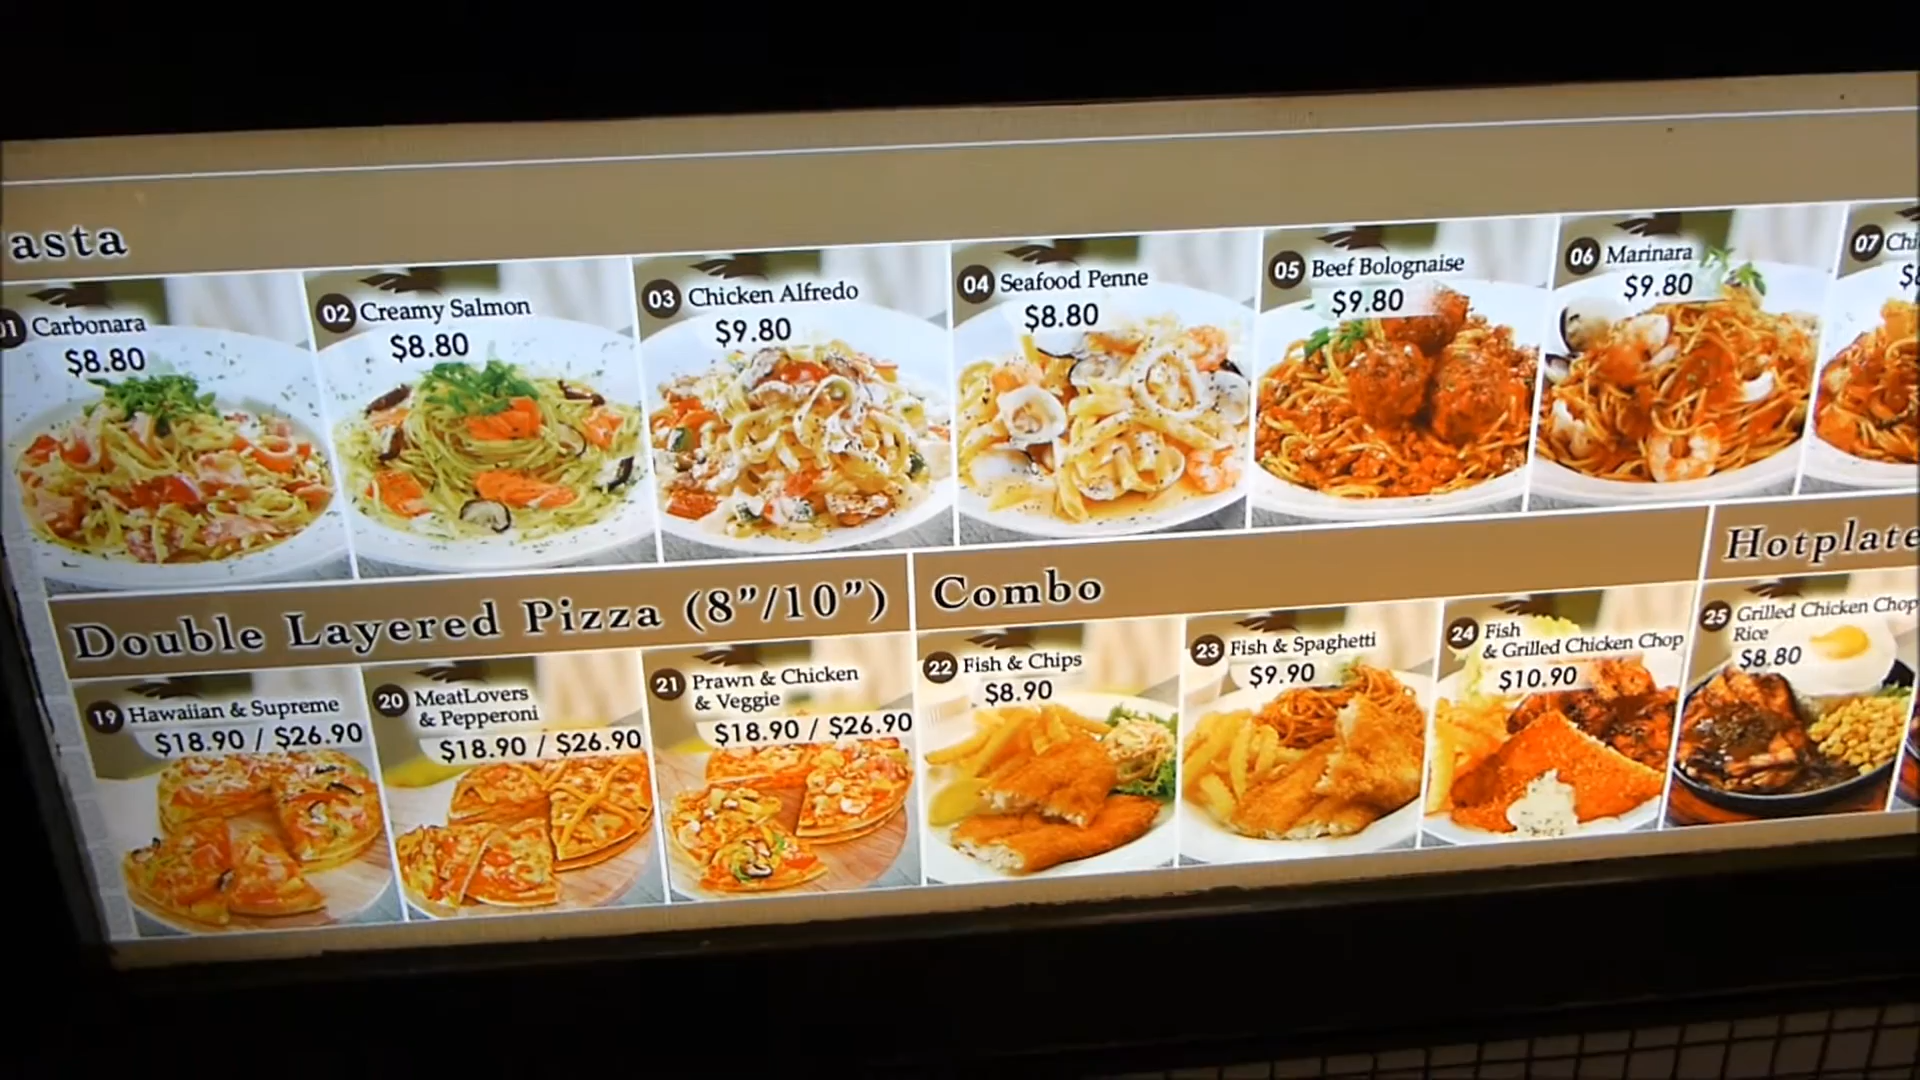 asta
01 Carbonara
$8.80
02 Creamy Salmon
$8.80
03 Chicken Alfredo
$9.80
04 Seafood Penne
$8.80
05 Beef Bolognaise
$9.80
06 Marinara
$9.80
07 Chi
Double Layered Pizza (8”/10”)
19 Hawaiian & Supreme
$18.90 / $26.90
20 MeatLovers
& Pepperoni
$18.90 / $26.90
21 Prawn & Chicken
& Veggie
$18.90 / $26.90
Combo
22 Fish & Chips
$8.90
23 Fish & Spaghetti
$9.90
24 Fish
& Grilled Chicken Chop
$10.90
Hotplate
25 Grilled Chicken Chop
Rice
$8.80